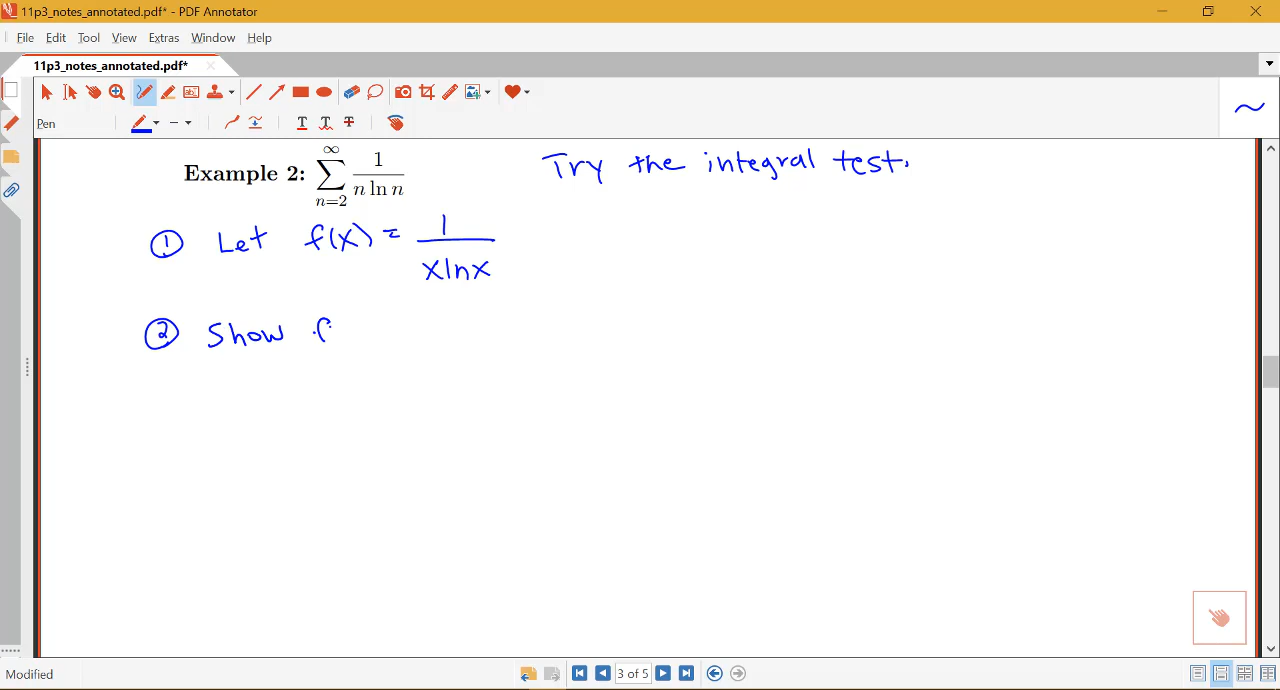 11p3_notes_annotated.pdf* - PDF Annotator
File Edit Tool View Extras Window Help
11p3_notes_annotated.pdf*
Pen
Example 2: ∑_{n=2}^{∞} 1/(n ln n) Try the integral test.
① Let f(x) = 1/(x ln x)
② Show f
Modified
3 of 5